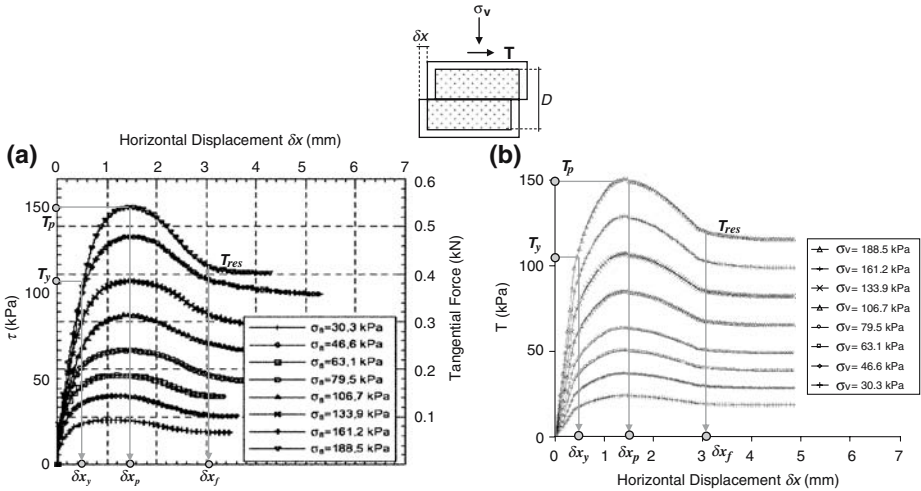 σv
δx
T
D
Horizontal Displacement δx (mm)
(a)
0 1 2 3 4 5 6 7
150
Tp
Ty
100
50
0
τ (kPa)
Tres
0.6
0.5
0.4
0.3
0.2
0.1
Tangential Force (kN)
σn=30,3 kPa
σn=46,6 kPa
σn=63,1 kPa
σn=79,5 kPa
σn=106,7 kPa
σn=133,9 kPa
σn=161,2 kPa
σn=188,5 kPa
δxy δxp δxf
(b)
Tp
150
Ty
100
50
0
T (kPa)
Tres
σv= 188.5 kPa
σv= 161.2 kPa
σv= 133.9 kPa
σv= 106.7 kPa
σv= 79.5 kPa
σv= 63.1 kPa
σv= 46.6 kPa
σv= 30.3 kPa
δxy δxp δxf
0 1 2 3 4 5 6 7
Horizontal Displacement δx (mm)